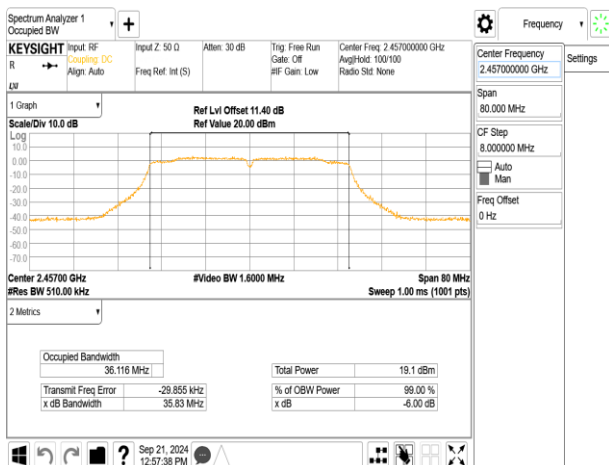 Spectrum Analyzer 1
Occupied BW
Frequency
KEYSIGHT
R
LXI
Input: RF
Coupling: DC
Align: Auto
Input Z: 50 Ω
Freq Ref: Int (S)
Atten: 30 dB
Trig: Free Run
Gate: Off
#IF Gain: Low
Center Freq: 2.457000000 GHz
Avg|Hold: 100/100
Radio Std: None
Center Frequency
2.457000000 GHz
Settings
Span
80.000 MHz
CF Step
8.000000 MHz
Auto
Man
Freq Offset
0 Hz
1 Graph
Scale/Div 10.0 dB
Ref Lvl Offset 11.40 dB
Ref Value 20.00 dBm
Log
10.0
0.00
-10.0
-20.0
-30.0
-40.0
-50.0
-60.0
-70.0
Center 2.45700 GHz
#Res BW 510.00 kHz
#Video BW 1.6000 MHz
Span 80 MHz
Sweep 1.00 ms (1001 pts)
2 Metrics
Occupied Bandwidth
36.116 MHz
Transmit Freq Error -29.855 kHz
x dB Bandwidth 35.83 MHz
Total Power 19.1 dBm
% of OBW Power 99.00 %
x dB -6.00 dB
?
Sep 21, 2024
12:57:38 PM